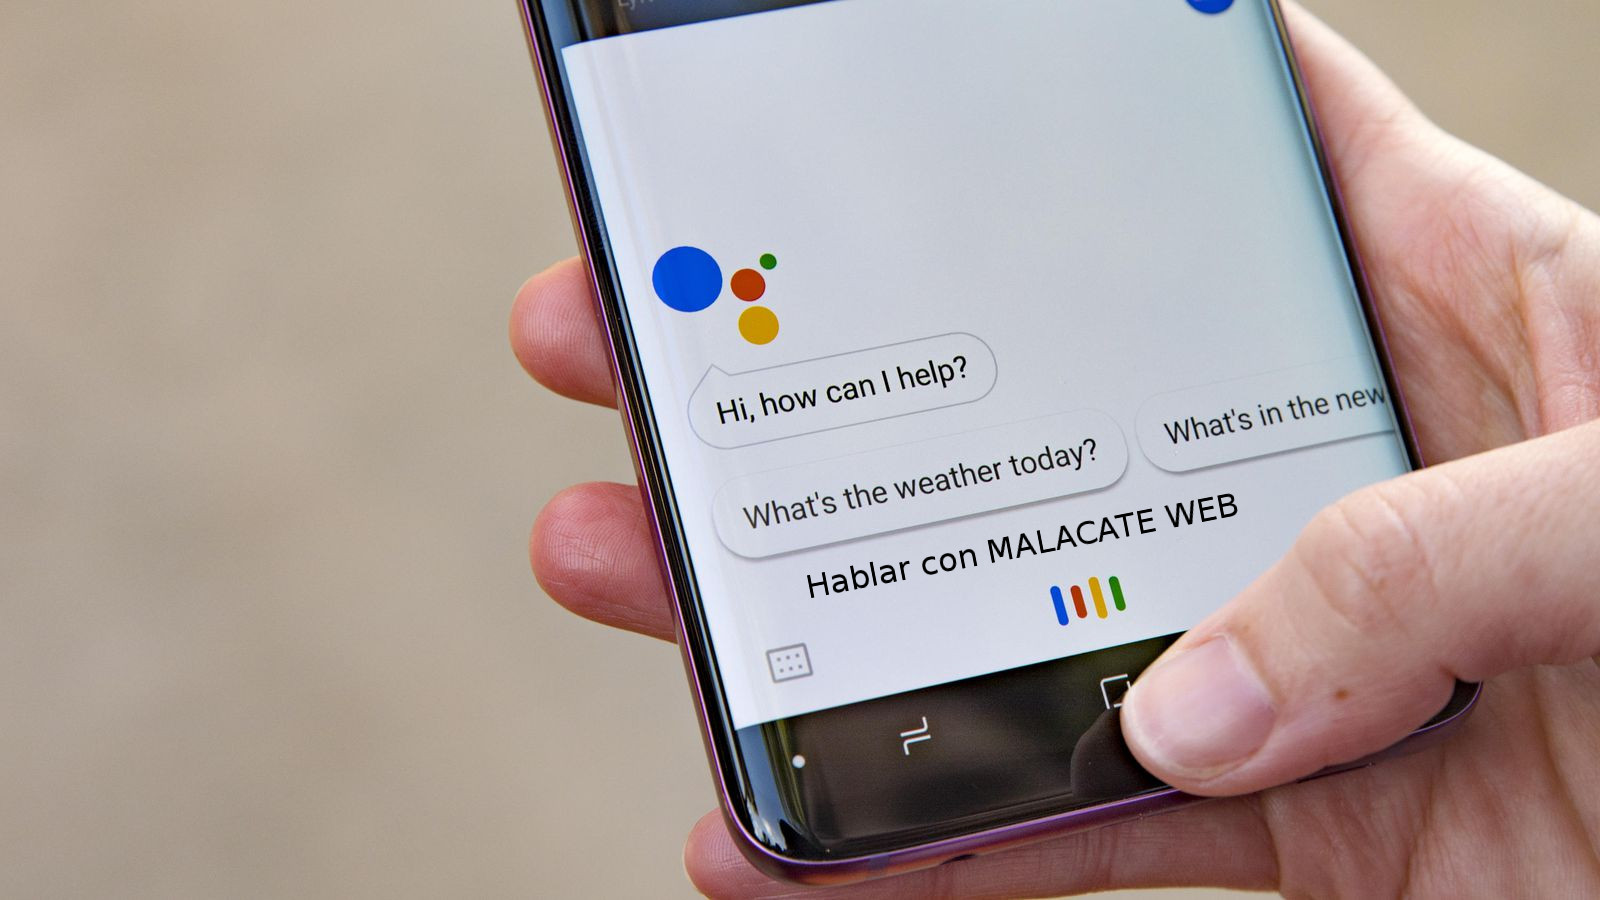 Hi, how can I help?
What's the weather today?
What's in the new
Hablar con MALACATE WEB